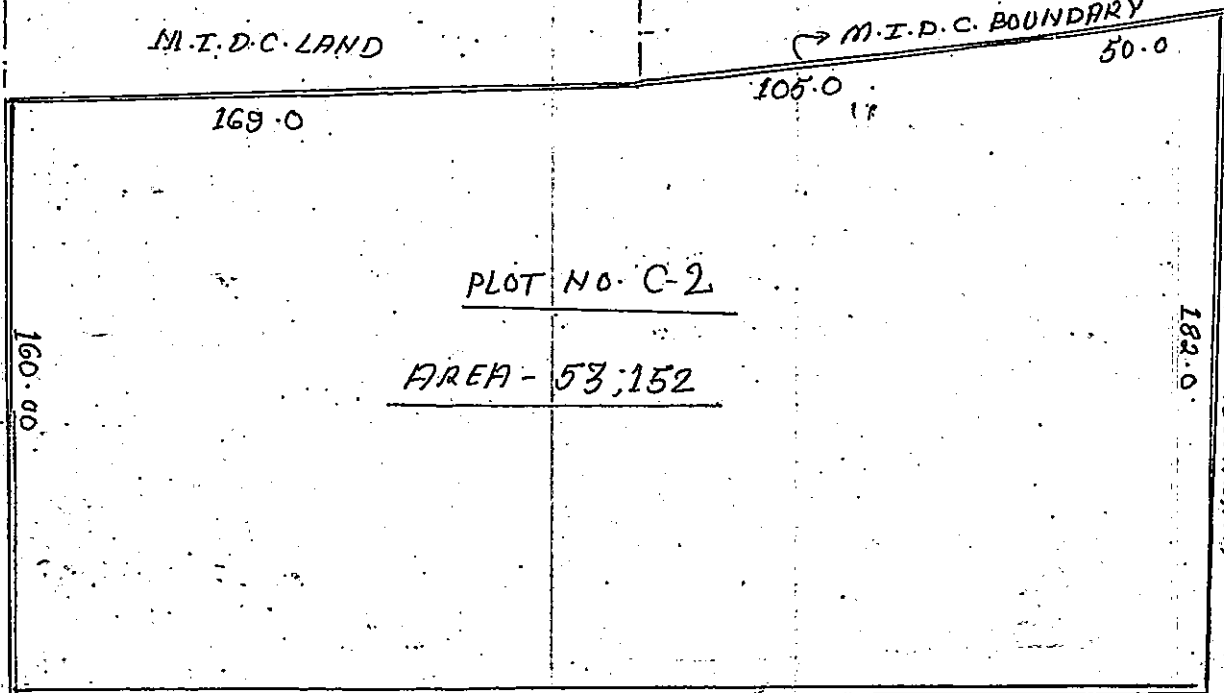 M.I.D.C. LAND
M.I.D.C. BOUNDARY
169.0
105.0
50.0
PLOT NO. C-2
AREA - 53,152
160.00
182.0